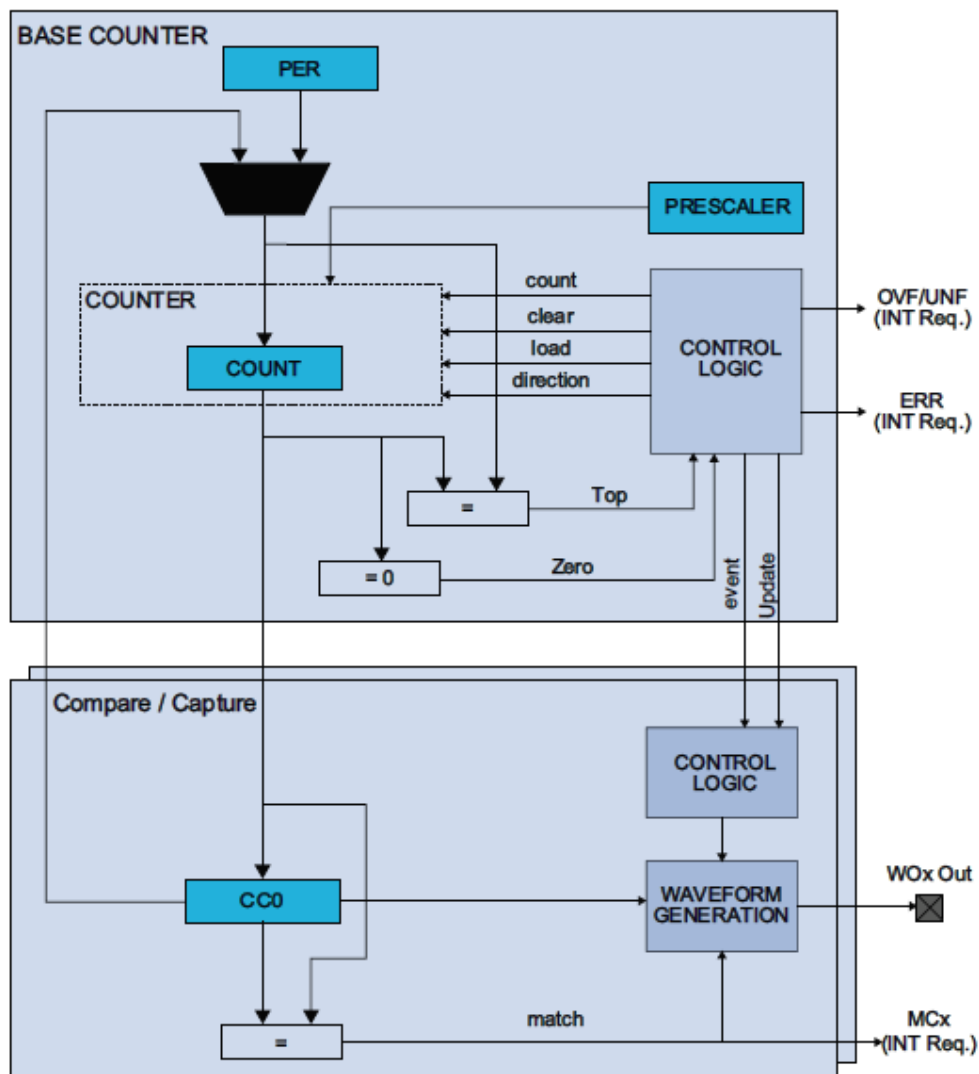 BASE COUNTER
PER
PRESCALER
COUNTER
COUNT
count
clear
load
direction
CONTROL
LOGIC
OVF/UNF
(INT Req.)
ERR
(INT Req.)
=
Top
= 0
Zero
event
Update
Compare / Capture
CONTROL
LOGIC
CC0
WAVEFORM
GENERATION
WOx Out
=
match
MCx
(INT Req.)